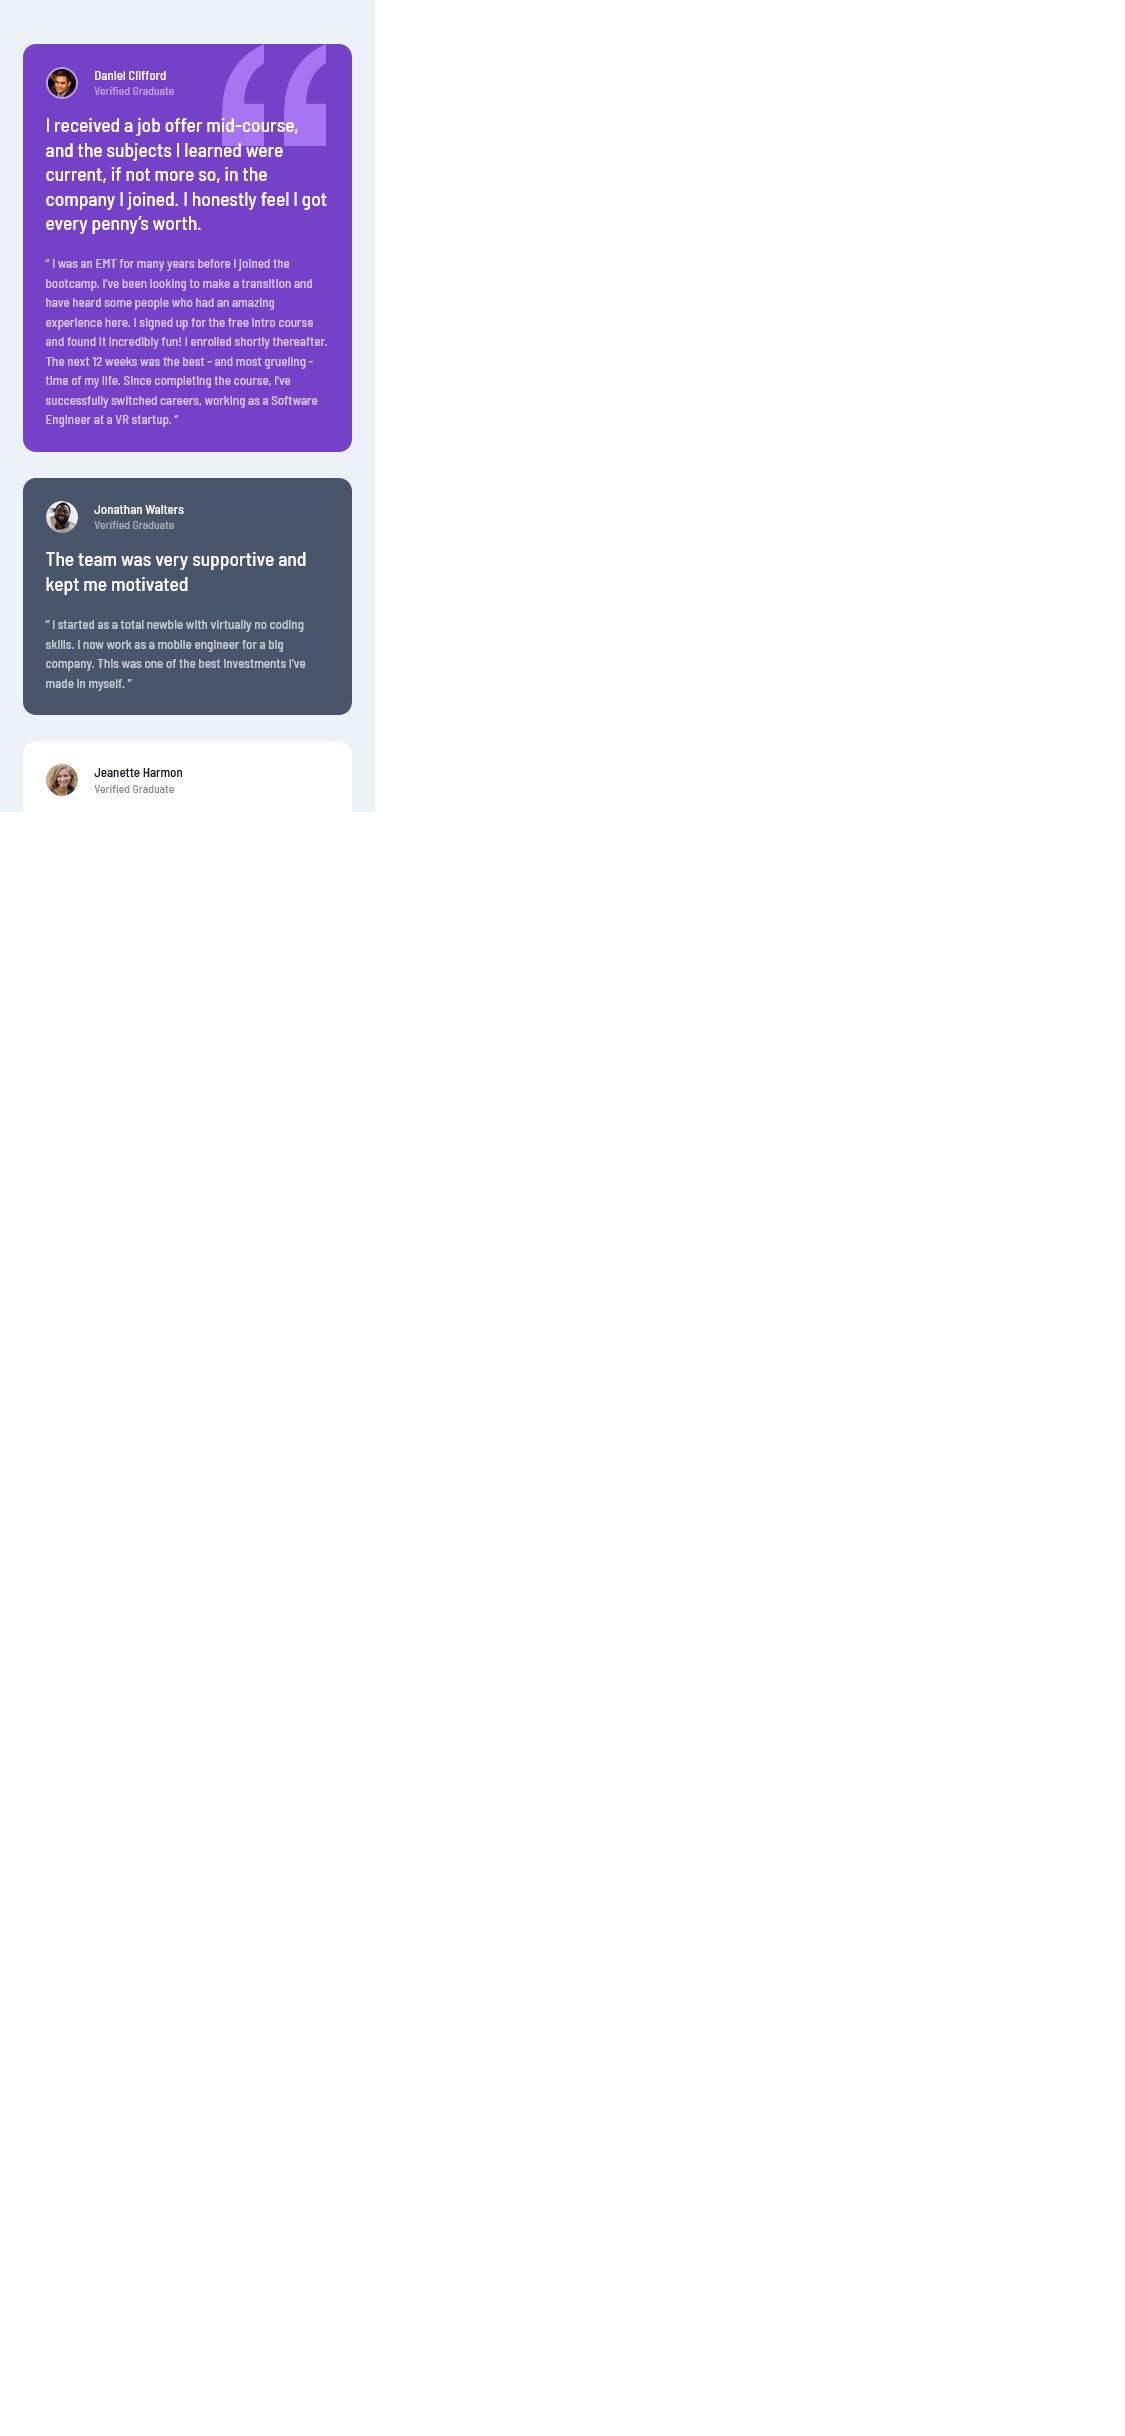 Daniel Clifford
Verified Graduate
I received a job offer mid-course,
and the subjects I learned were
current, if not more so, in the
company I joined. I honestly feel I got
every penny’s worth.
“ I was an EMT for many years before I joined the
bootcamp. I’ve been looking to make a transition and
have heard some people who had an amazing
experience here. I signed up for the free intro course
and found it incredibly fun! I enrolled shortly thereafter.
The next 12 weeks was the best - and most grueling -
time of my life. Since completing the course, I’ve
successfully switched careers, working as a Software
Engineer at a VR startup. ”
Jonathan Walters
Verified Graduate
The team was very supportive and
kept me motivated
“ I started as a total newbie with virtually no coding
skills. I now work as a mobile engineer for a big
company. This was one of the best investments I’ve
made in myself. ”
Jeanette Harmon
Verified Graduate